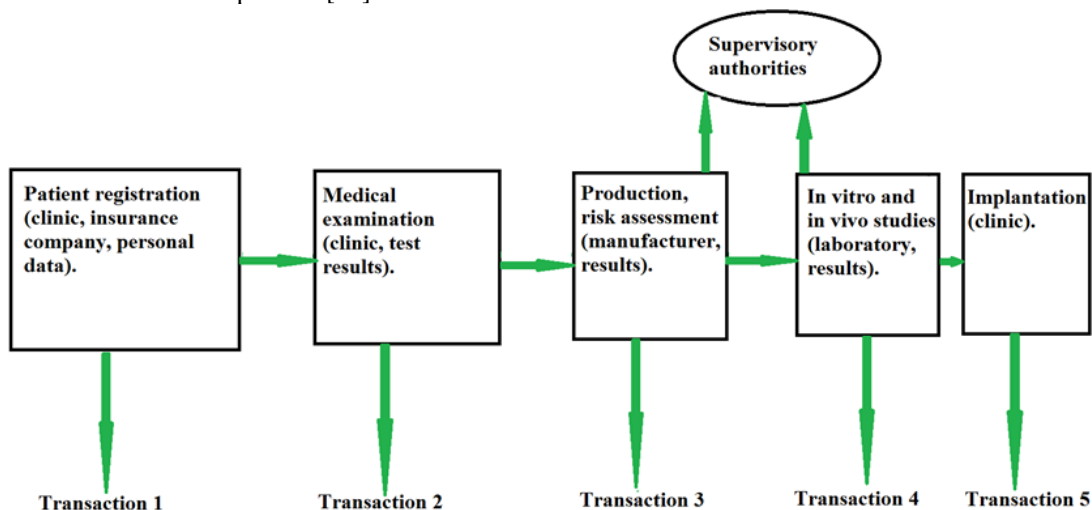 Supervisory
authorities
Patient registration
(clinic, insurance
company, personal
data).
Medical
examination
(clinic, test
results).
Production,
risk assessment
(manufacturer,
results).
In vitro and
in vivo studies
(laboratory,
results).
Implantation
(clinic).
Transaction 1
Transaction 2
Transaction 3
Transaction 4
Transaction 5